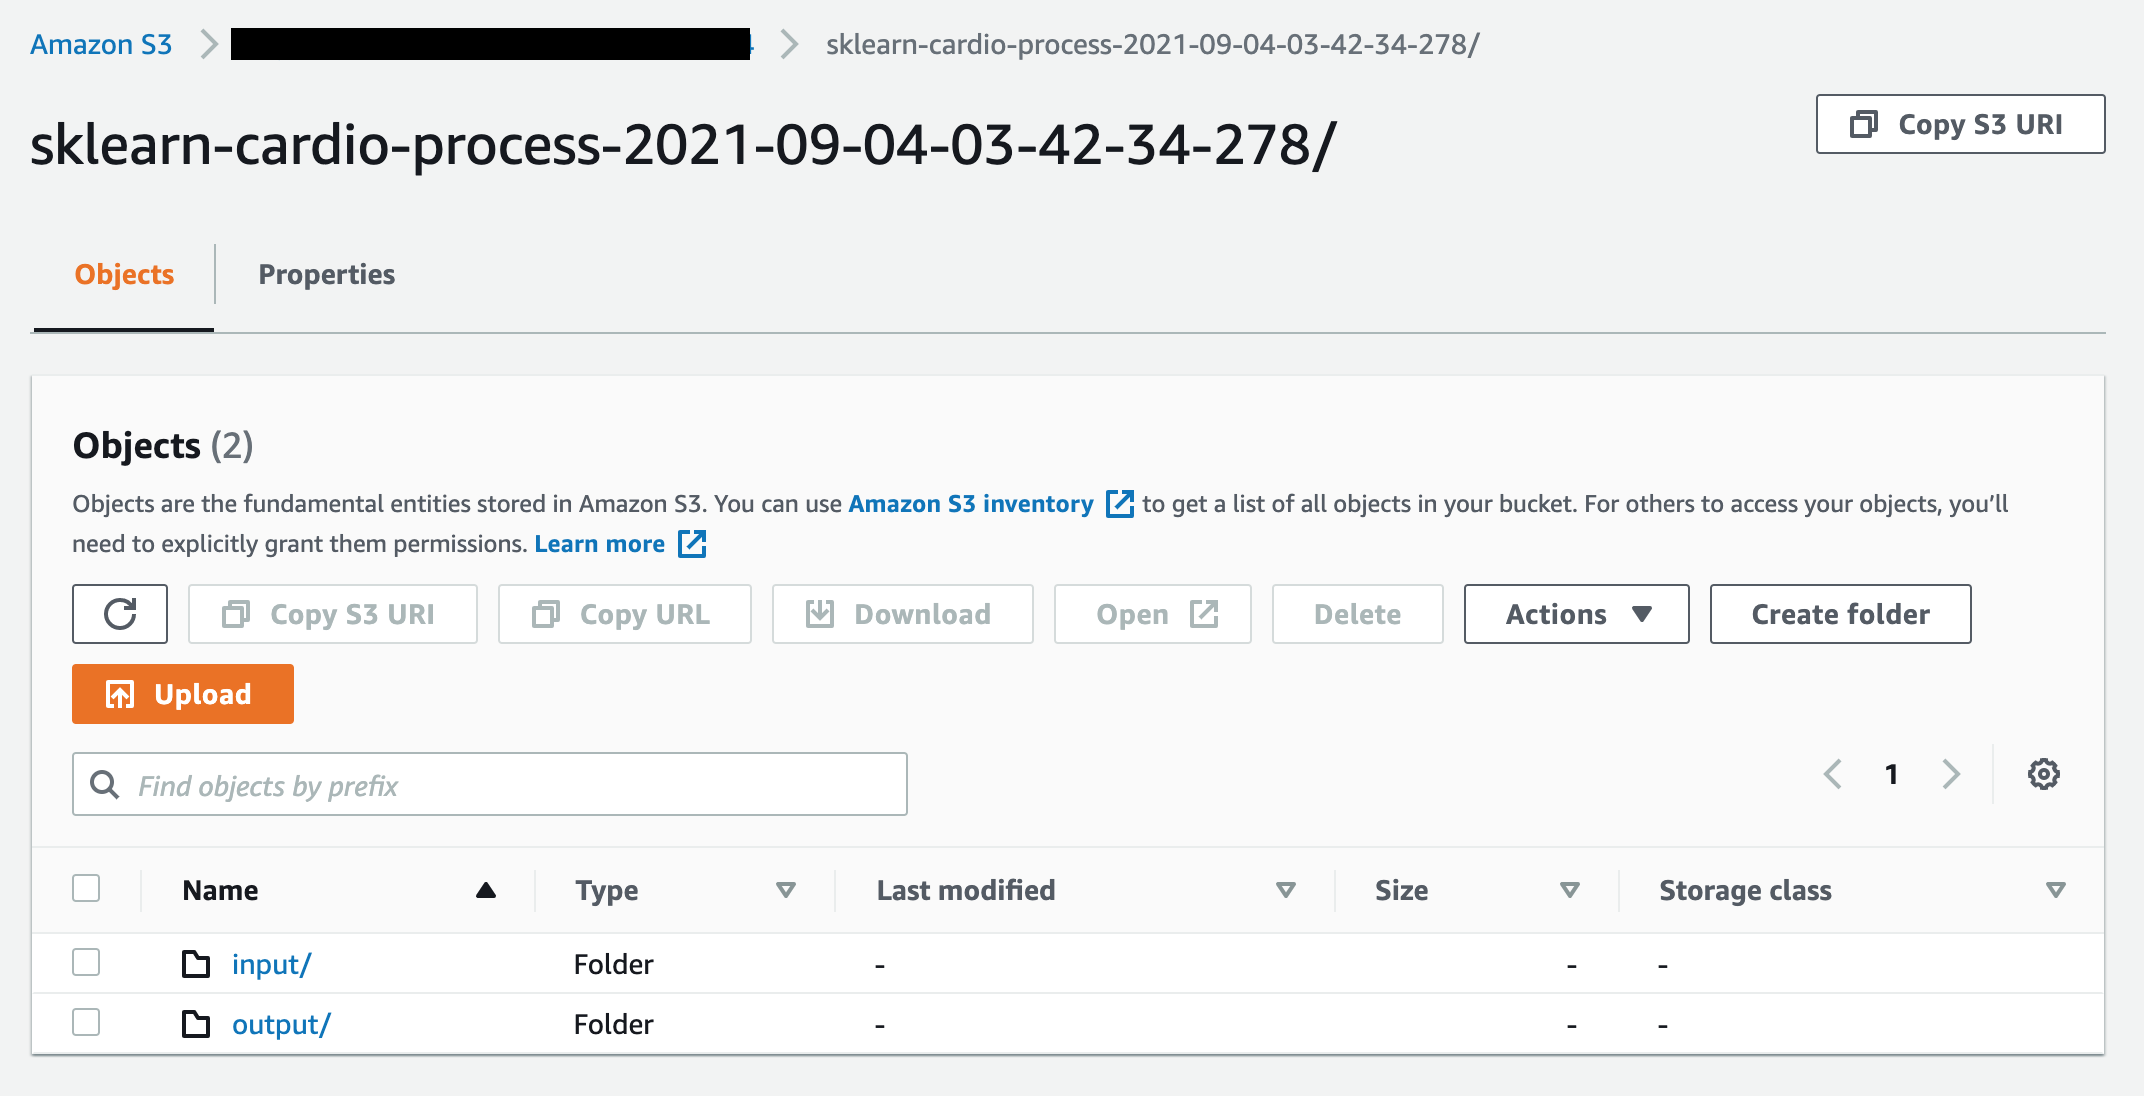 Amazon S3 sklearn-cardio-process-2021-09-04-03-42-34-278/
sklearn-cardio-process-2021-09-04-03-42-34-278/
Copy S3 URI
Objects Properties
Objects (2)
Objects are the fundamental entities stored in Amazon S3. You can use Amazon S3 inventory to get a list of all objects in your bucket. For others to access your objects, you’ll
need to explicitly grant them permissions. Learn more
Copy S3 URI Copy URL Download Open Delete Actions Create folder
Upload
Find objects by prefix 1
Name Type Last modified Size Storage class
input/ Folder - - -
output/ Folder - - -